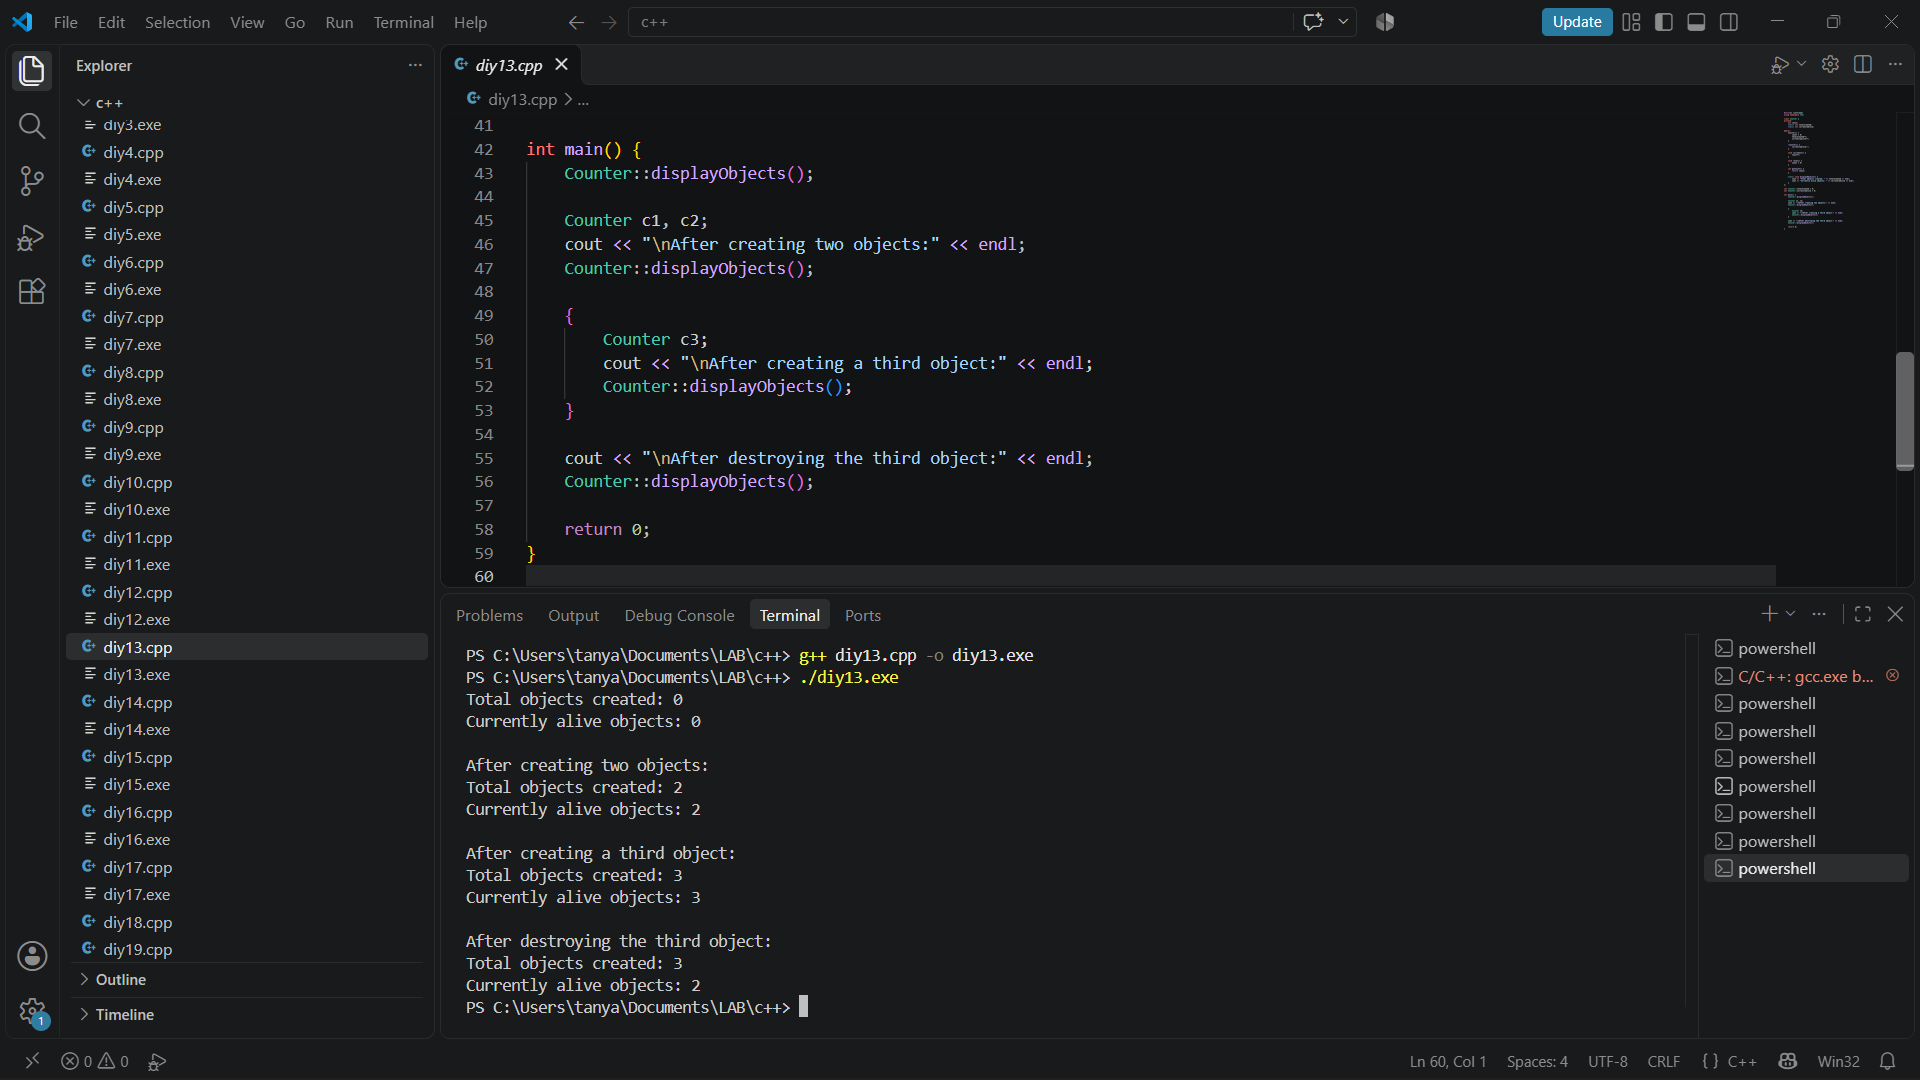 File Edit Selection View Go Run Terminal Help
c++
Update
Explorer
c++
diy3.exe
diy4.cpp
diy4.exe
diy5.cpp
diy5.exe
diy6.cpp
diy6.exe
diy7.cpp
diy7.exe
diy8.cpp
diy8.exe
diy9.cpp
diy9.exe
diy10.cpp
diy10.exe
diy11.cpp
diy11.exe
diy12.cpp
diy12.exe
diy13.cpp
diy13.exe
diy14.cpp
diy14.exe
diy15.cpp
diy15.exe
diy16.cpp
diy16.exe
diy17.cpp
diy17.exe
diy18.cpp
diy19.cpp
Outline
Timeline
1
diy13.cpp
diy13.cpp > ...
41
42 int main() {
43 Counter::displayObjects();
44
45 Counter c1, c2;
46 cout << "\nAfter creating two objects:" << endl;
47 Counter::displayObjects();
48
49 {
50 Counter c3;
51 cout << "\nAfter creating a third object:" << endl;
52 Counter::displayObjects();
53 }
54
55 cout << "\nAfter destroying the third object:" << endl;
56 Counter::displayObjects();
57
58 return 0;
59 }
60
Problems Output Debug Console Terminal Ports
PS C:\Users\tanya\Documents\LAB\c++> g++ diy13.cpp -o diy13.exe
PS C:\Users\tanya\Documents\LAB\c++> ./diy13.exe
Total objects created: 0
Currently alive objects: 0
After creating two objects:
Total objects created: 2
Currently alive objects: 2
After creating a third object:
Total objects created: 3
Currently alive objects: 3
After destroying the third object:
Total objects created: 3
Currently alive objects: 2
PS C:\Users\tanya\Documents\LAB\c++>
powershell
C/C++: gcc.exe b...
powershell
powershell
powershell
powershell
powershell
powershell
powershell
0 0
Ln 60, Col 1 Spaces: 4 UTF-8 CRLF {} C++ Win32